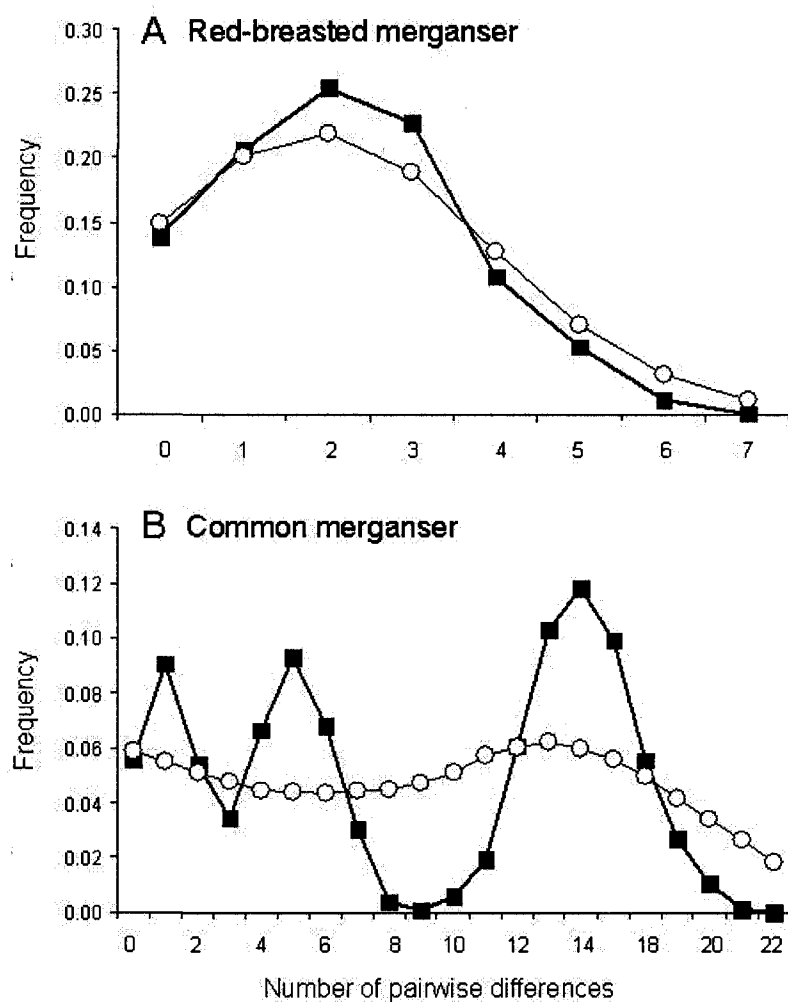 A Red-breasted merganser
0.30
0.25
0.20
0.15
0.10
0.05
0.00
Frequency
0 1 2 3 4 5 6 7
B Common merganser
0.14
0.12
0.10
0.08
0.06
0.04
0.02
0.00
Frequency
0 2 4 6 8 10 12 14 18 20 22
Number of pairwise differences